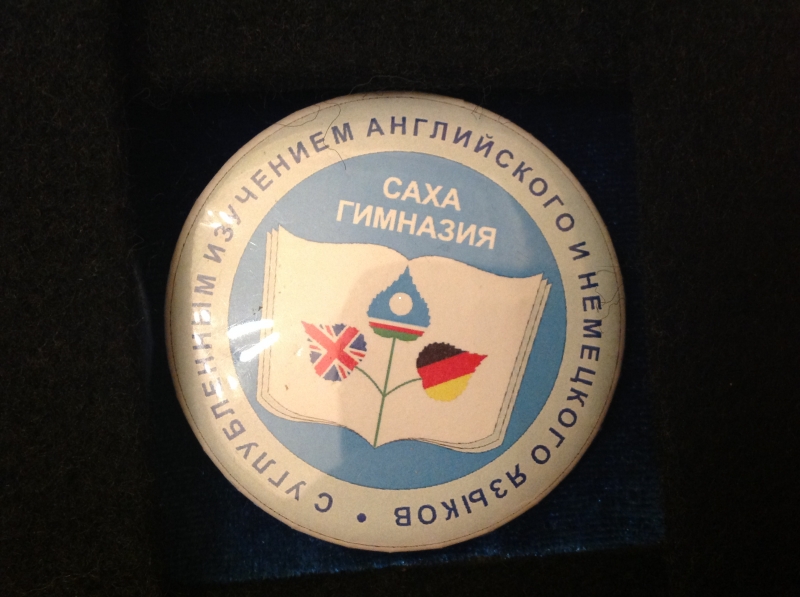 САХА
ГИМНАЗИЯ
С УГЛУБЛЕННЫМ ИЗУЧЕНИЕМ АНГЛИЙСКОГО И НЕМЕЦКОГО ЯЗЫКОВ •